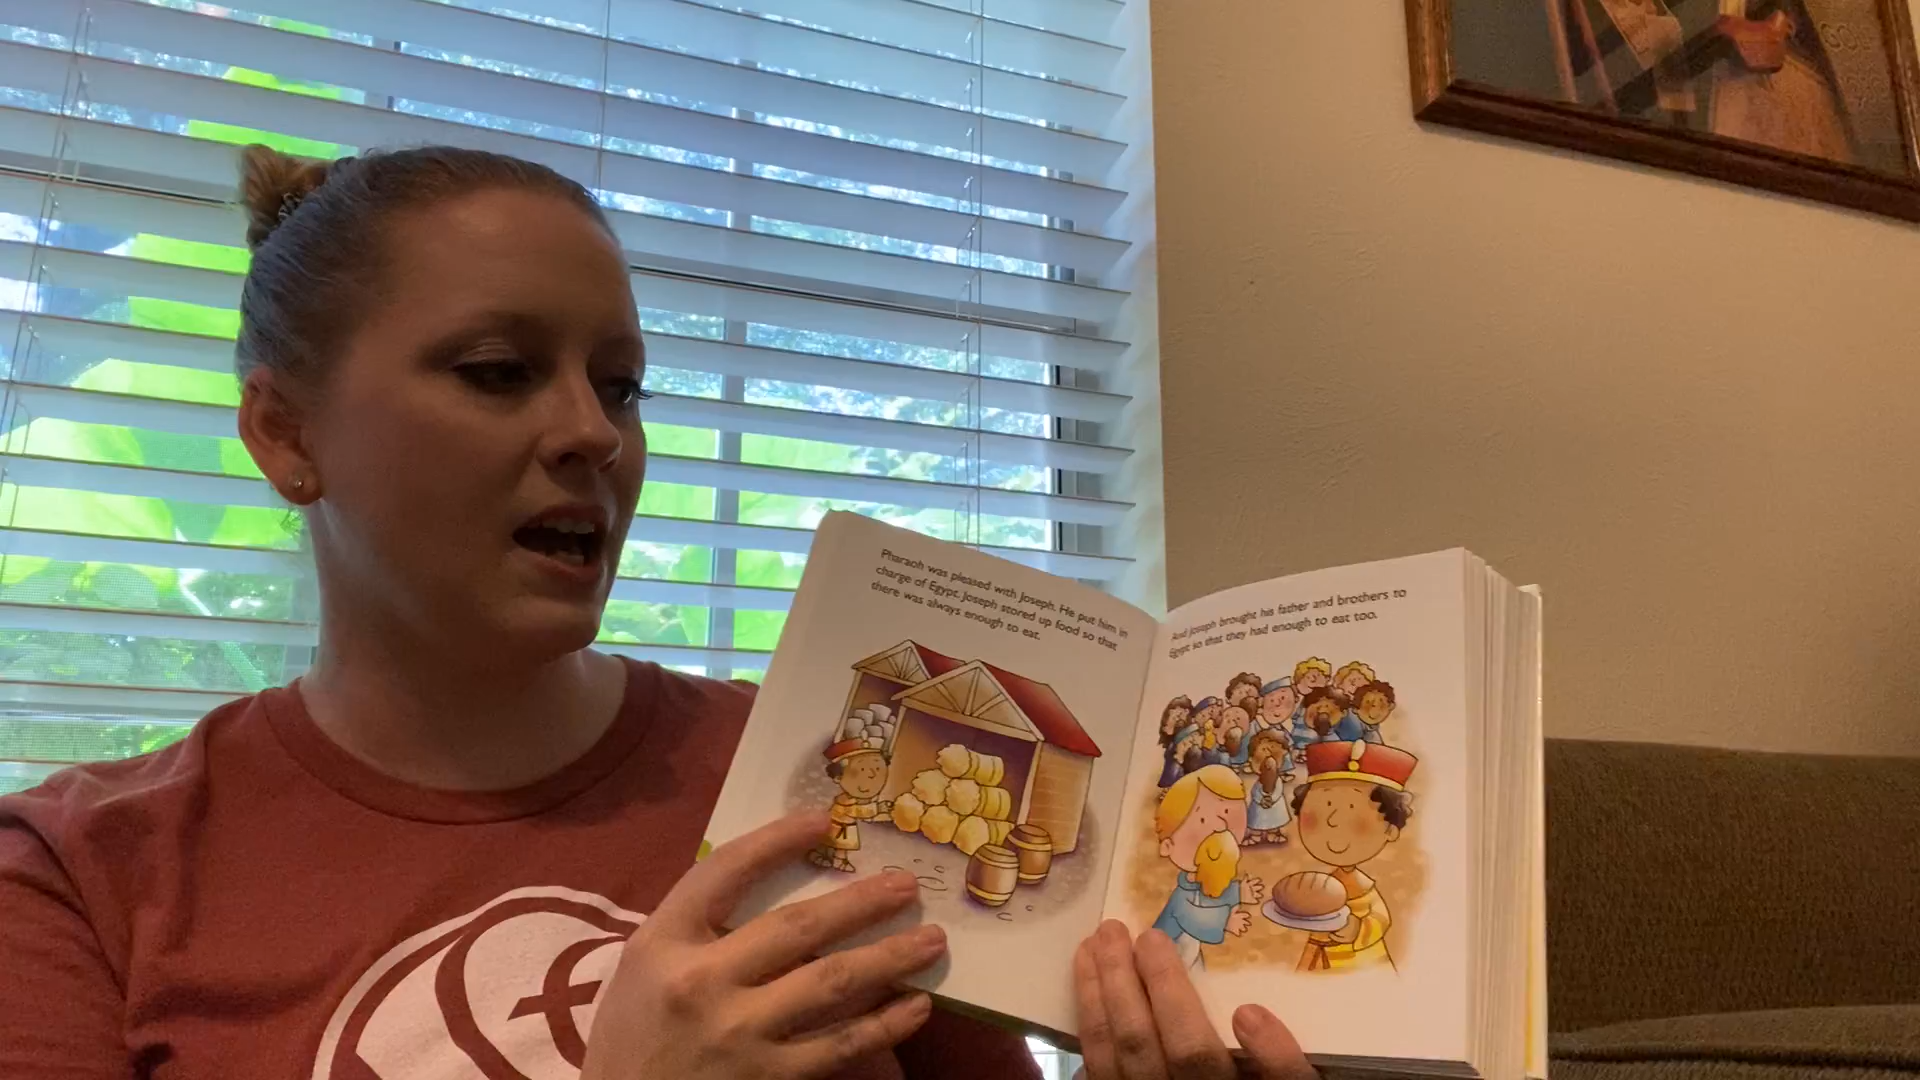 Pharaoh was pleased with Joseph. He put him in
charge of Egypt. Joseph stored up food so that
there was always enough to eat.
And Joseph brought his father and brothers to
Egypt so that they had enough to eat too.